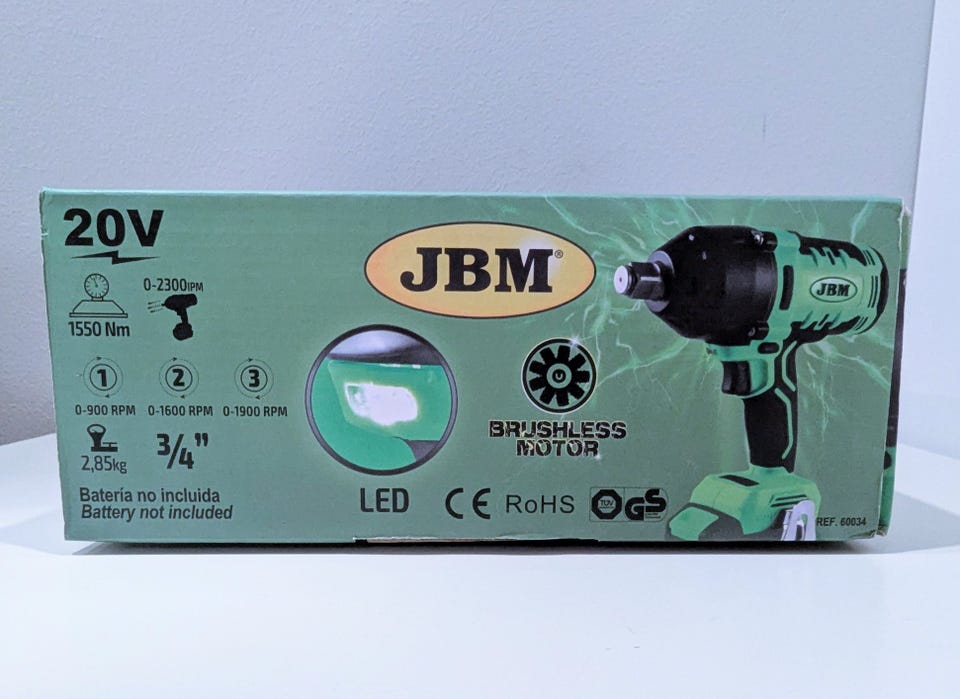 20V
JBM®
0-2300IPM
1550 Nm
1 2 3
0-900 RPM 0-1600 RPM 0-1900 RPM
2,85kg
3/4"
Batería no incluida
Battery not included
LED
BRUSHLESS
MOTOR
CE RoHS TÜV GS
JBM
REF. 60034